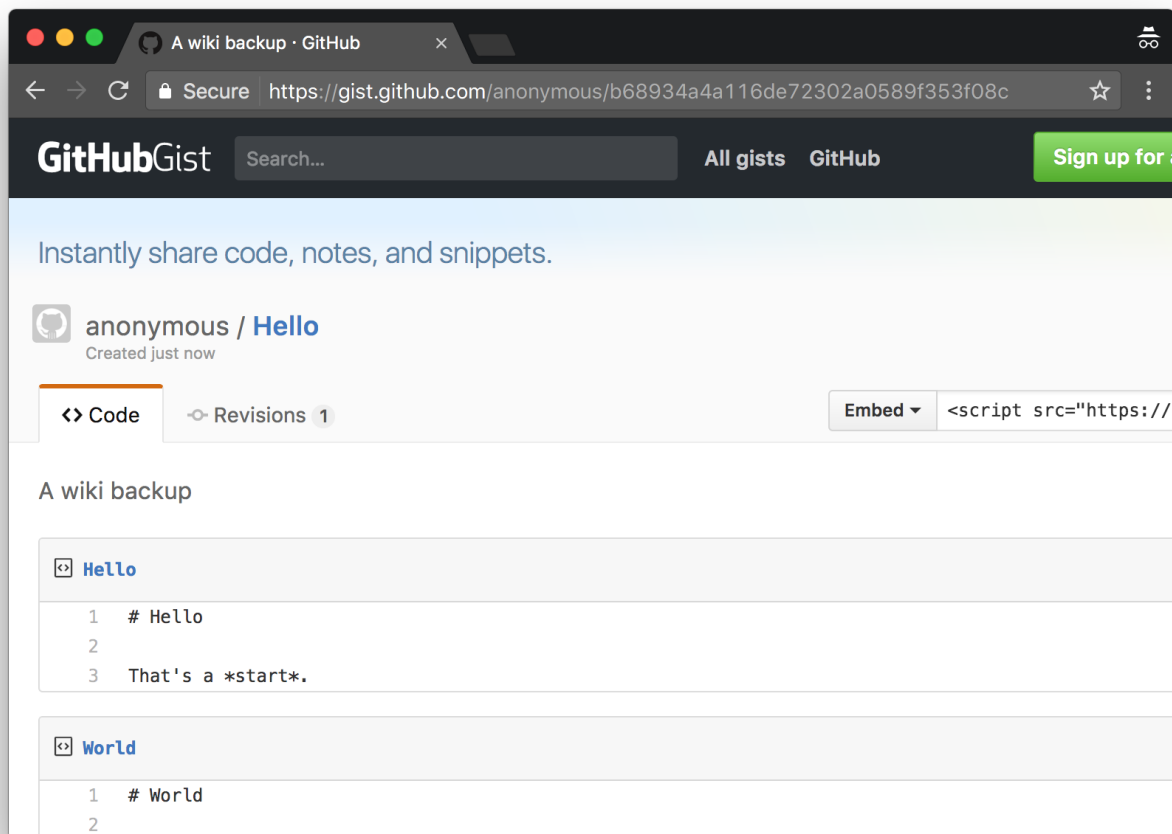 A wiki backup · GitHub
Secure https://gist.github.com/anonymous/b68934a4a116de72302a0589f353f08c
GitHubGist Search... All gists GitHub Sign up for a
Instantly share code, notes, and snippets.
anonymous / Hello
Created just now
Code Revisions 1 Embed <script src="https://
A wiki backup
Hello
1 # Hello
2
3 That's a *start*.
World
1 # World
2